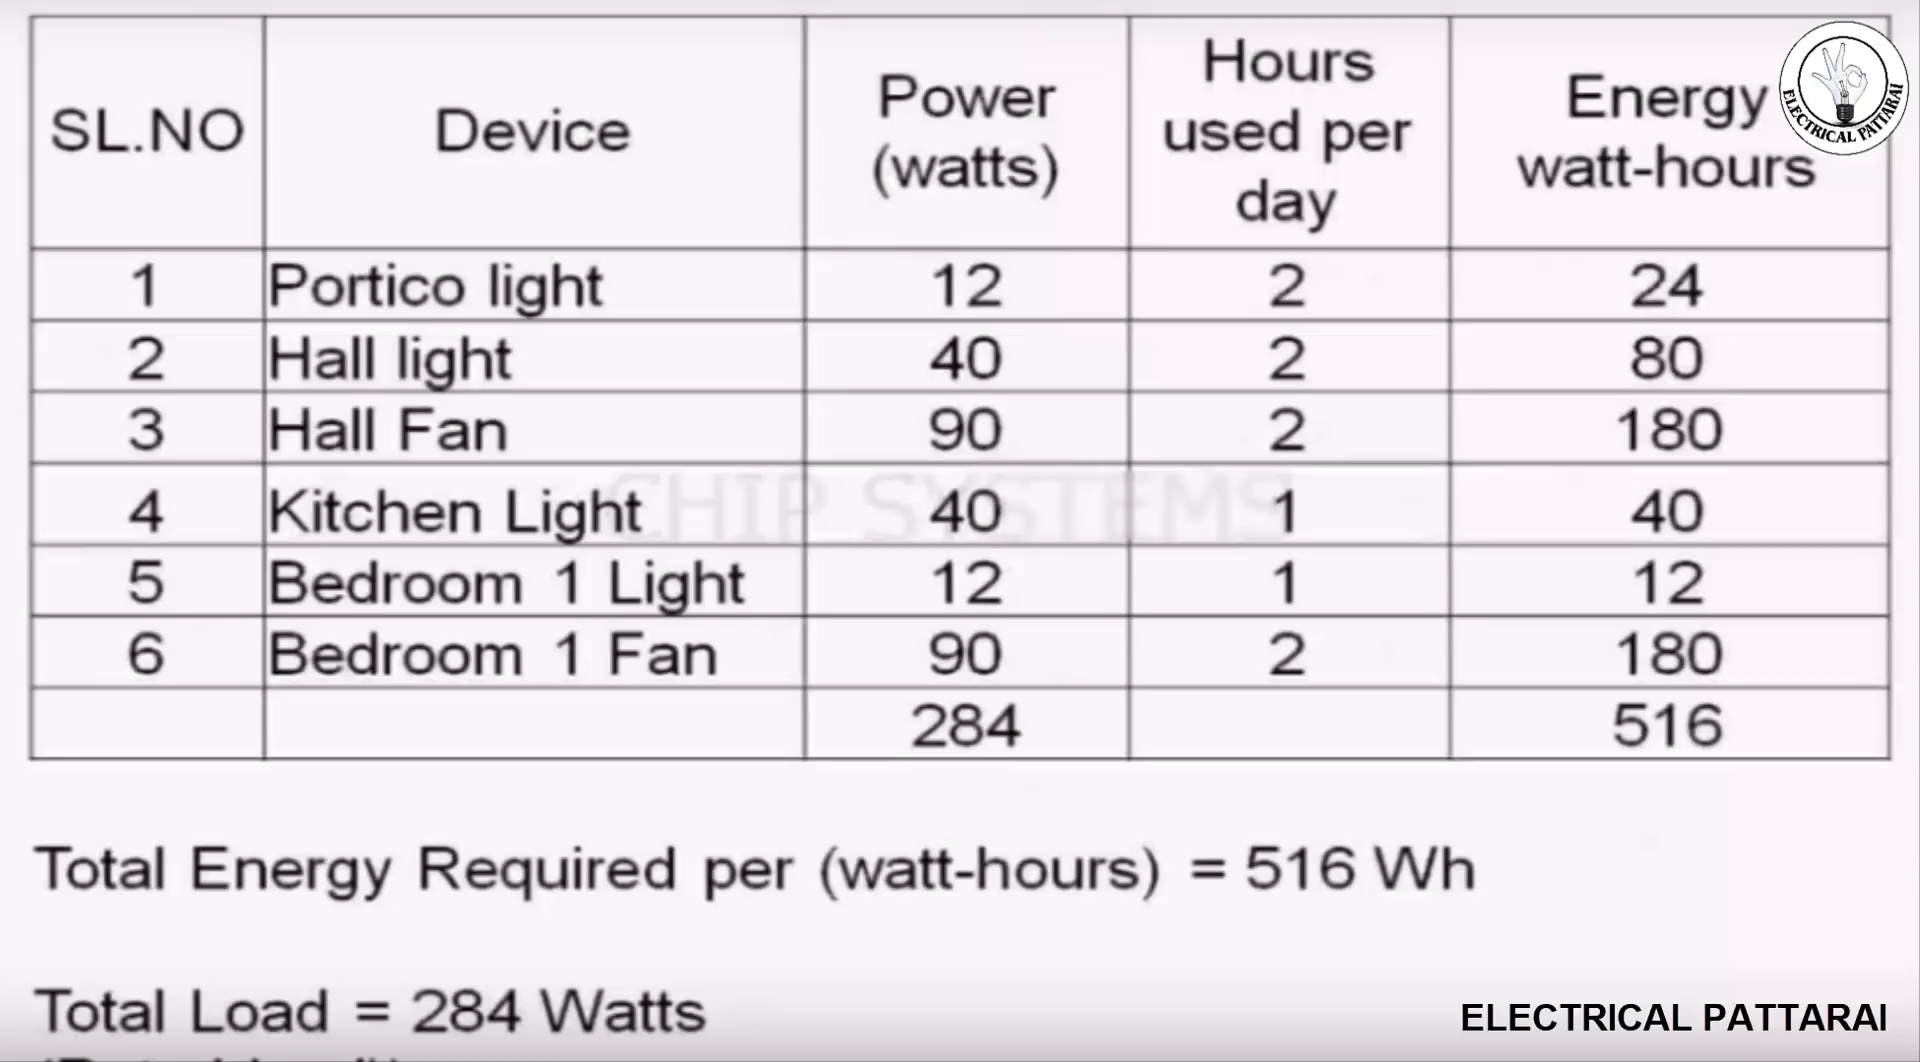 SL.NO Device Power (watts) Hours used per day Energy watt-hours
1 Portico light 12 2 24
2 Hall light 40 2 80
3 Hall Fan 90 2 180
4 Kitchen Light 40 1 40
5 Bedroom 1 Light 12 1 12
6 Bedroom 1 Fan 90 2 180
284 516
CHIP SYSTEMS
Total Energy Required per (watt-hours) = 516 Wh
Total Load = 284 Watts
ELECTRICAL PATTARAI
ELECTRICAL PATTARAI